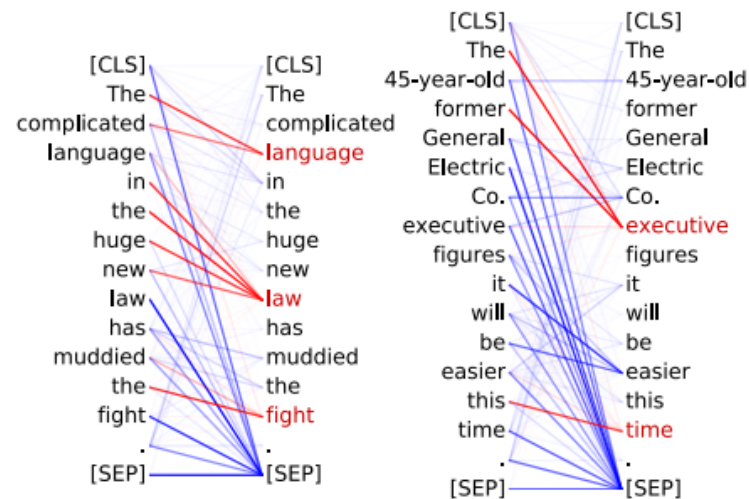 [CLS] [CLS]
The The
complicated complicated
language language
in in
the the
huge huge
new new
law law
has has
muddied muddied
the the
fight fight
. .
[SEP] [SEP]
[CLS] [CLS]
The The
45-year-old 45-year-old
former former
General General
Electric Electric
Co. Co.
executive executive
figures figures
it it
will will
be be
easier easier
this this
time time
. .
[SEP] [SEP]